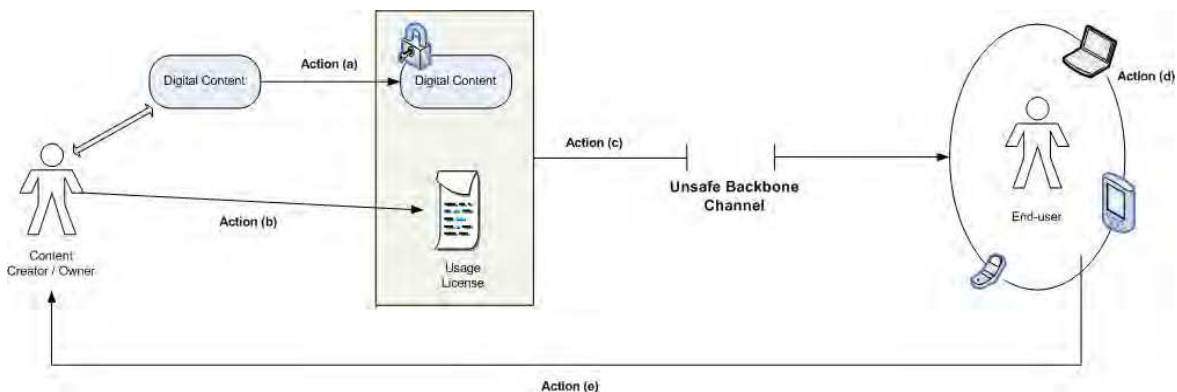 Digital Content
Action (a)
Digital Content
Action (d)
Action (c)
Unsafe Backbone
Channel
Action (b)
End-user
Content
Creator / Owner
Usage
License
Action (e)